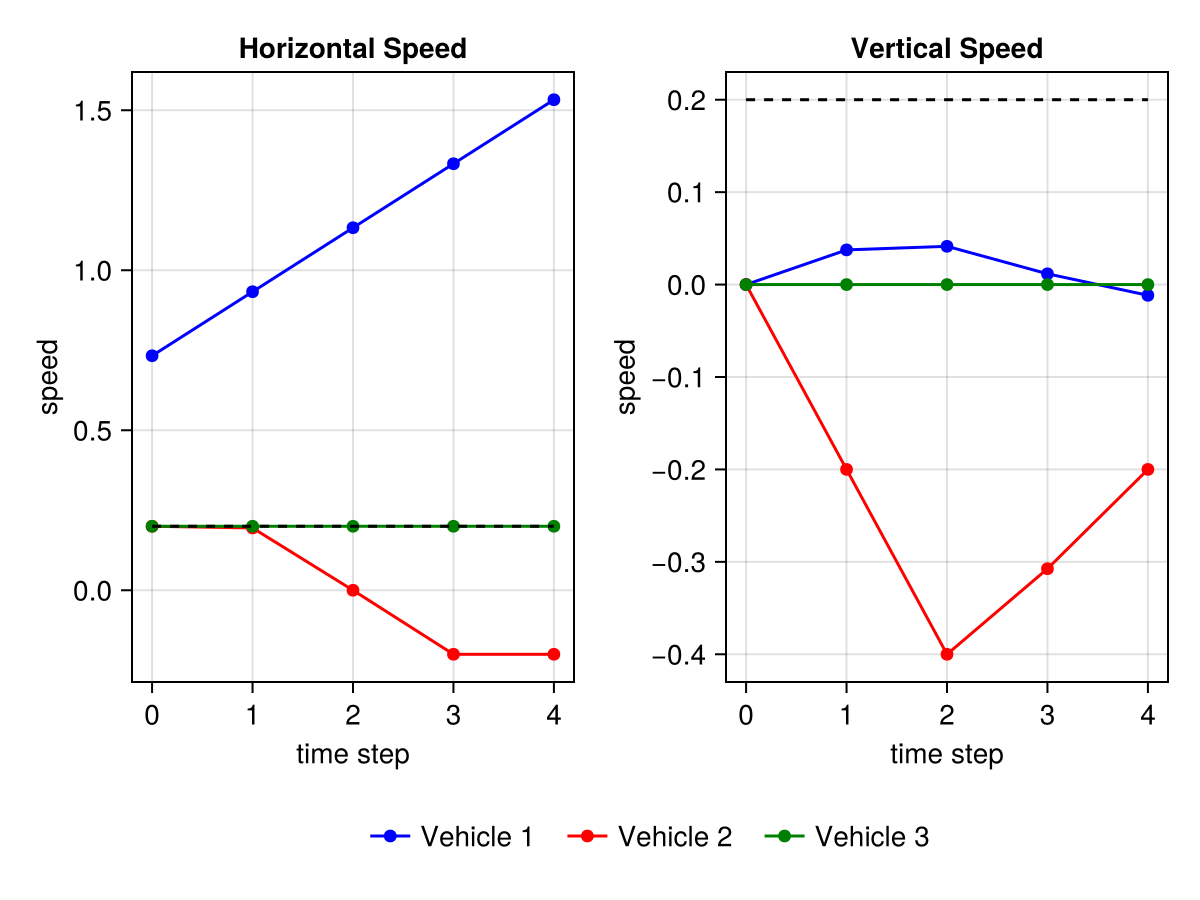 Horizontal Speed
1.5
1.0
0.5
0.0
speed
0 1 2 3 4
time step
Vertical Speed
0.2
0.1
0.0
−0.1
−0.2
−0.3
−0.4
speed
0 1 2 3 4
time step
Vehicle 1 Vehicle 2 Vehicle 3